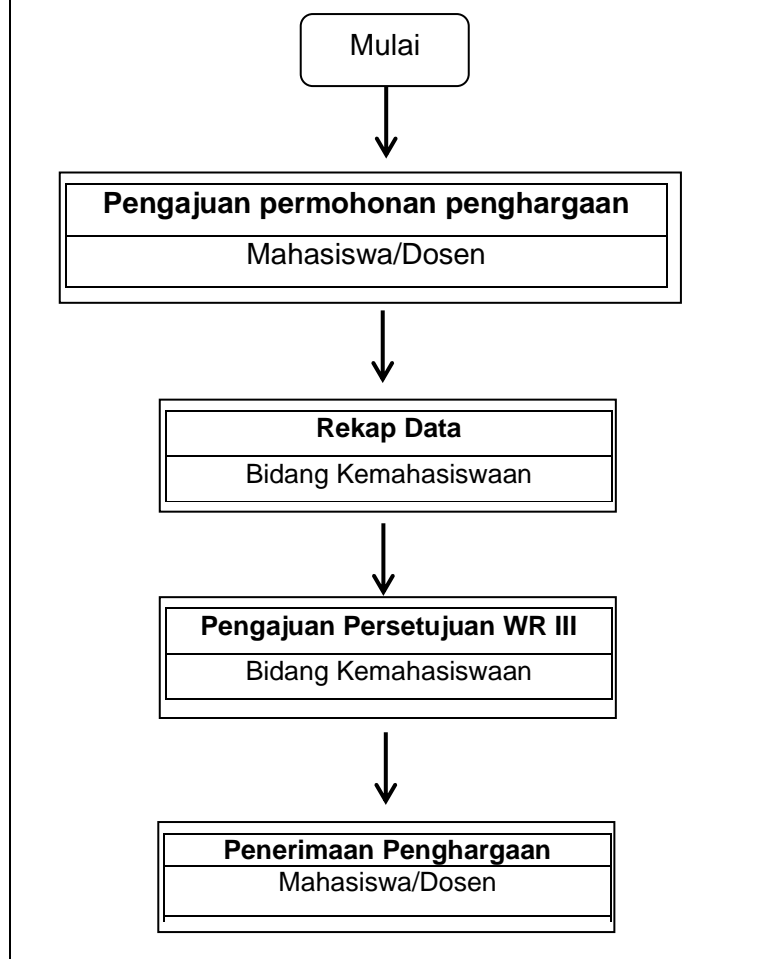 Mulai
Pengajuan permohonan penghargaan
Mahasiswa/Dosen
Rekap Data
Bidang Kemahasiswaan
Pengajuan Persetujuan WR III
Bidang Kemahasiswaan
Penerimaan Penghargaan
Mahasiswa/Dosen